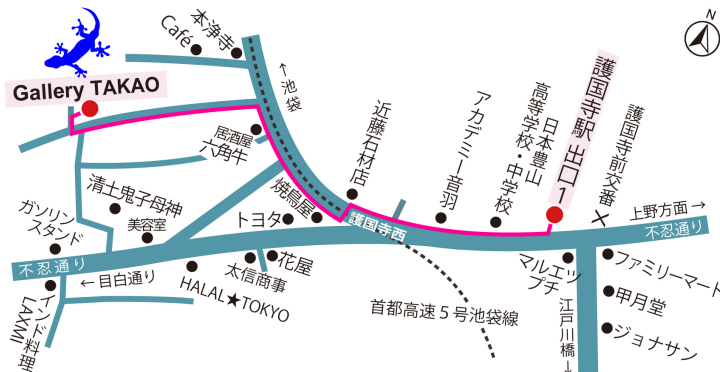 N
本浄寺
Café
Gallery TAKAO
←池袋
居酒屋
六角牛
近藤石材店
アカデミー音羽
日本豊山
高等学校・中学校
護国寺駅 出口1
護国寺前交番
清土鬼子母神
美容室
ガソリン
スタンド
トヨタ
焼鳥屋
護国寺西
上野方面→
不忍通り
不忍通り
←目白通り
太信商事
花屋
HALAL★TOKYO
インド料理
LAXMI
首都高速5号池袋線
マルエツ
プチ
江戸川橋→
ファミリーマート
甲月堂
ジョナサン